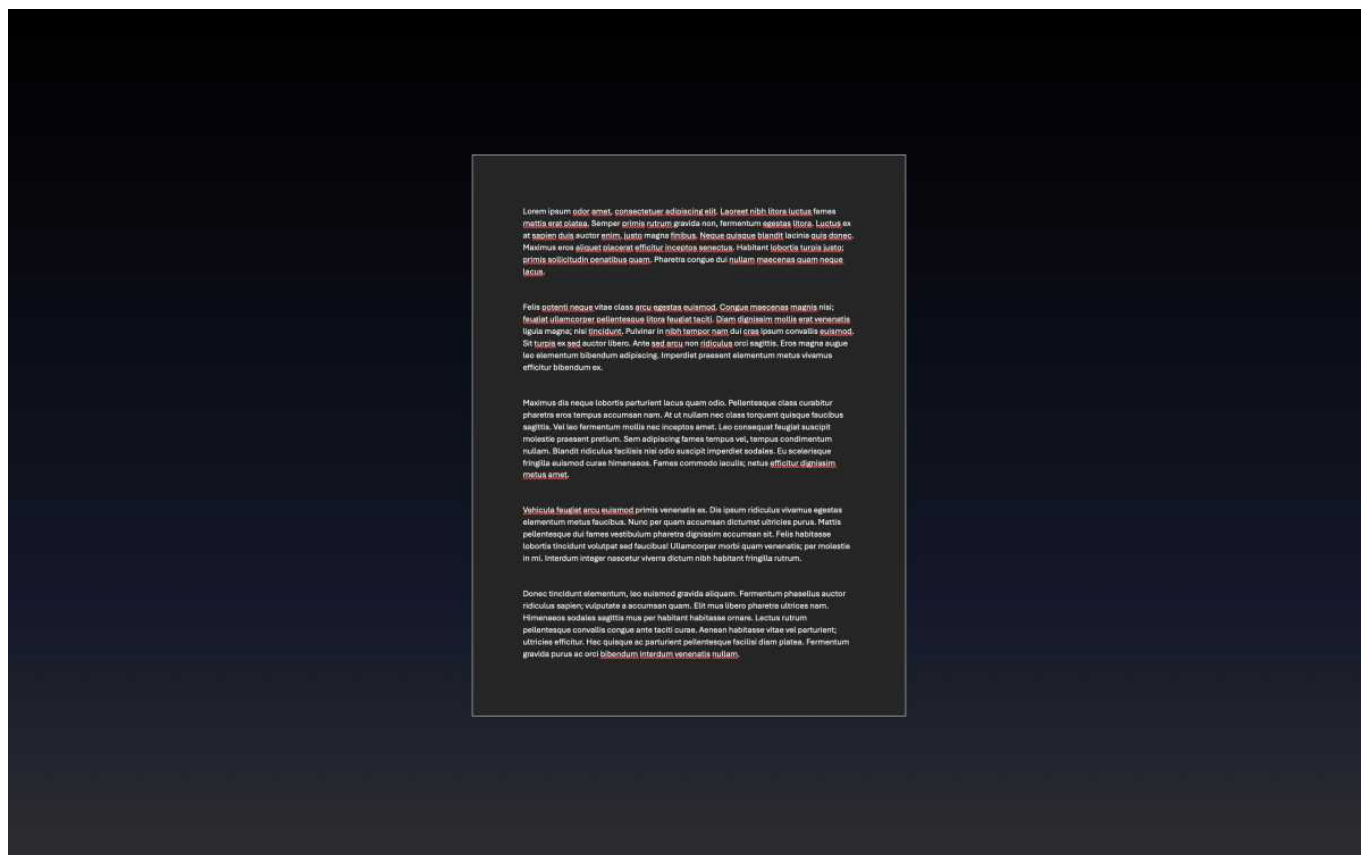 Lorem ipsum odor amet, consectetuer adipiscing elit. Laoreet nibh litora luctus fames
mattis erat platea. Semper primis rutrum gravida non, fermentum egestas litora. Luctus ex
at sapien duis auctor enim, justo magna finibus. Neque quisque blandit lacinia quis donec.
Maximus eros aliquet placerat efficitur inceptos senectus. Habitant lobortis turpis justo;
primis sollicitudin penatibus quam. Pharetra congue dui nullam maecenas quam neque
lacus.
Felis potenti neque vitae class arcu egestas euismod. Congue maecenas magnis nisi;
feugiat ullamcorper pellentesque litora feugiat taciti. Diam dignissim mollis erat venenatis
ligula magna; nisi tincidunt. Pulvinar in nibh tempor nam dui cras ipsum convallis euismod.
Sit turpis ex sed auctor libero. Ante sed arcu non ridiculus orci sagittis. Eros magna augue
leo elementum bibendum adipiscing. Imperdiet praesent elementum metus vivamus
efficitur bibendum ex.
Maximus dis neque lobortis parturient lacus quam odio. Pellentesque class curabitur
pharetra eros tempus accumsan nam. At ut nullam nec class torquent quisque faucibus
sagittis. Vel leo fermentum mollis nec inceptos amet. Leo consequat feugiat suscipit
molestie praesent pretium. Sem adipiscing fames tempus vel, tempus condimentum
nullam. Blandit ridiculus facilisis nisi odio suscipit imperdiet sodales. Eu scelerisque
fringilla euismod curae himenaeos. Fames commodo iaculis; netus efficitur dignissim
metus amet.
Vehicula feugiat arcu euismod primis venenatis ex. Dis ipsum ridiculus vivamus egestas
elementum metus faucibus. Nunc per quam accumsan dictumst ultricies purus. Mattis
pellentesque dui fames vestibulum pharetra dignissim accumsan sit. Felis habitasse
lobortis tincidunt volutpat sed faucibus! Ullamcorper morbi quam venenatis; per molestie
in mi. Interdum integer nascetur viverra dictum nibh habitant fringilla rutrum.
Donec tincidunt elementum, leo euismod gravida aliquam. Fermentum phasellus auctor
ridiculus sapien; vulputate a accumsan quam. Elit mus libero pharetra ultrices nam.
Himenaeos sodales sagittis mus per habitant habitasse ornare. Lectus rutrum
pellentesque convallis congue ante taciti curae. Aenean habitasse vitae vel parturient;
ultricies efficitur. Hac quisque ac parturient pellentesque facilisi diam platea. Fermentum
gravida purus ac orci bibendum interdum venenatis nullam.